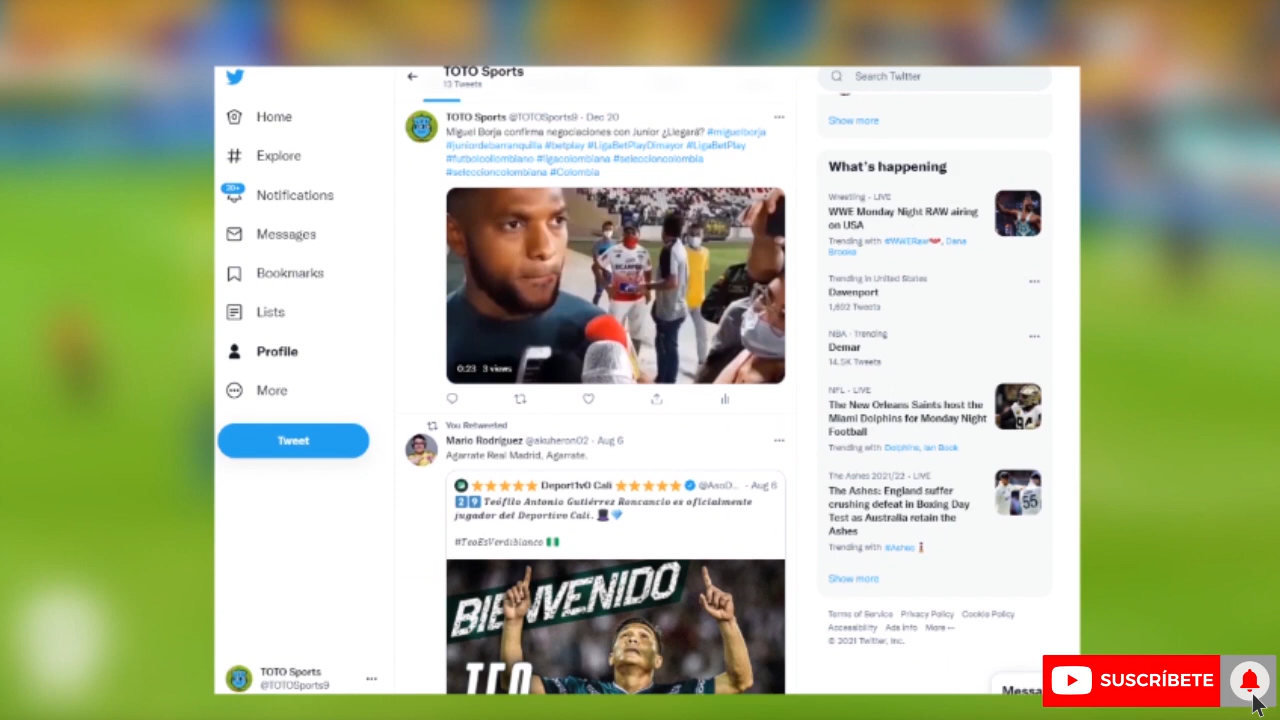 Home
Explore
20+
Notifications
Messages
Bookmarks
Lists
Profile
More
Tweet
TOTO Sports
@TOTOSports9
TOTO Sports
13 Tweets
TOTO Sports @TOTOSports9 · Dec 20
Miguel Borja confirma negociaciones con Junior ¿Llegará? #miguelborja
#juniordebarranquilla #betplay #LigaBetPlayDimayor #LigaBetPlay
#futbolcollombiano #ligacolombiana #seleccioncolombia
#seleccioncolombiana #Colombia
0:23 3 views
You Retweeted
Mario Rodríguez @akuheron02 · Aug 6
Agarrate Real Madrid, Agarrate.
⭐⭐⭐⭐⭐ Deport1v0 Cali ⭐⭐⭐⭐⭐ @AsoD... · Aug 6
2️⃣9️⃣ Teófilo Antonio Gutiérrez Roncancio es oficialmente
jugador del Deportivo Cali. 🎩💎
#TeoEsVerdiblanco 🇳🇬
BIENVENIDO
TEO
Search Twitter
Show more
What's happening
Wrestling · LIVE
WWE Monday Night RAW airing
on USA
Trending with #WWERaw, Dana
Brooke
Trending in United States
Davenport
1,692 Tweets
NBA · Trending
Demar
14.5K Tweets
NFL · LIVE
The New Orleans Saints host the
Miami Dolphins for Monday Night
Football
Trending with Dolphins, Ian Book
The Ashes 2021/22 · LIVE
The Ashes: England suffer
crushing defeat in Boxing Day
Test as Australia retain the
Ashes
Trending with #Ashes
55
Show more
Terms of Service Privacy Policy Cookie Policy
Accessibility Ads info More ···
© 2021 Twitter, Inc.
Messa
SUSCRÍBETE